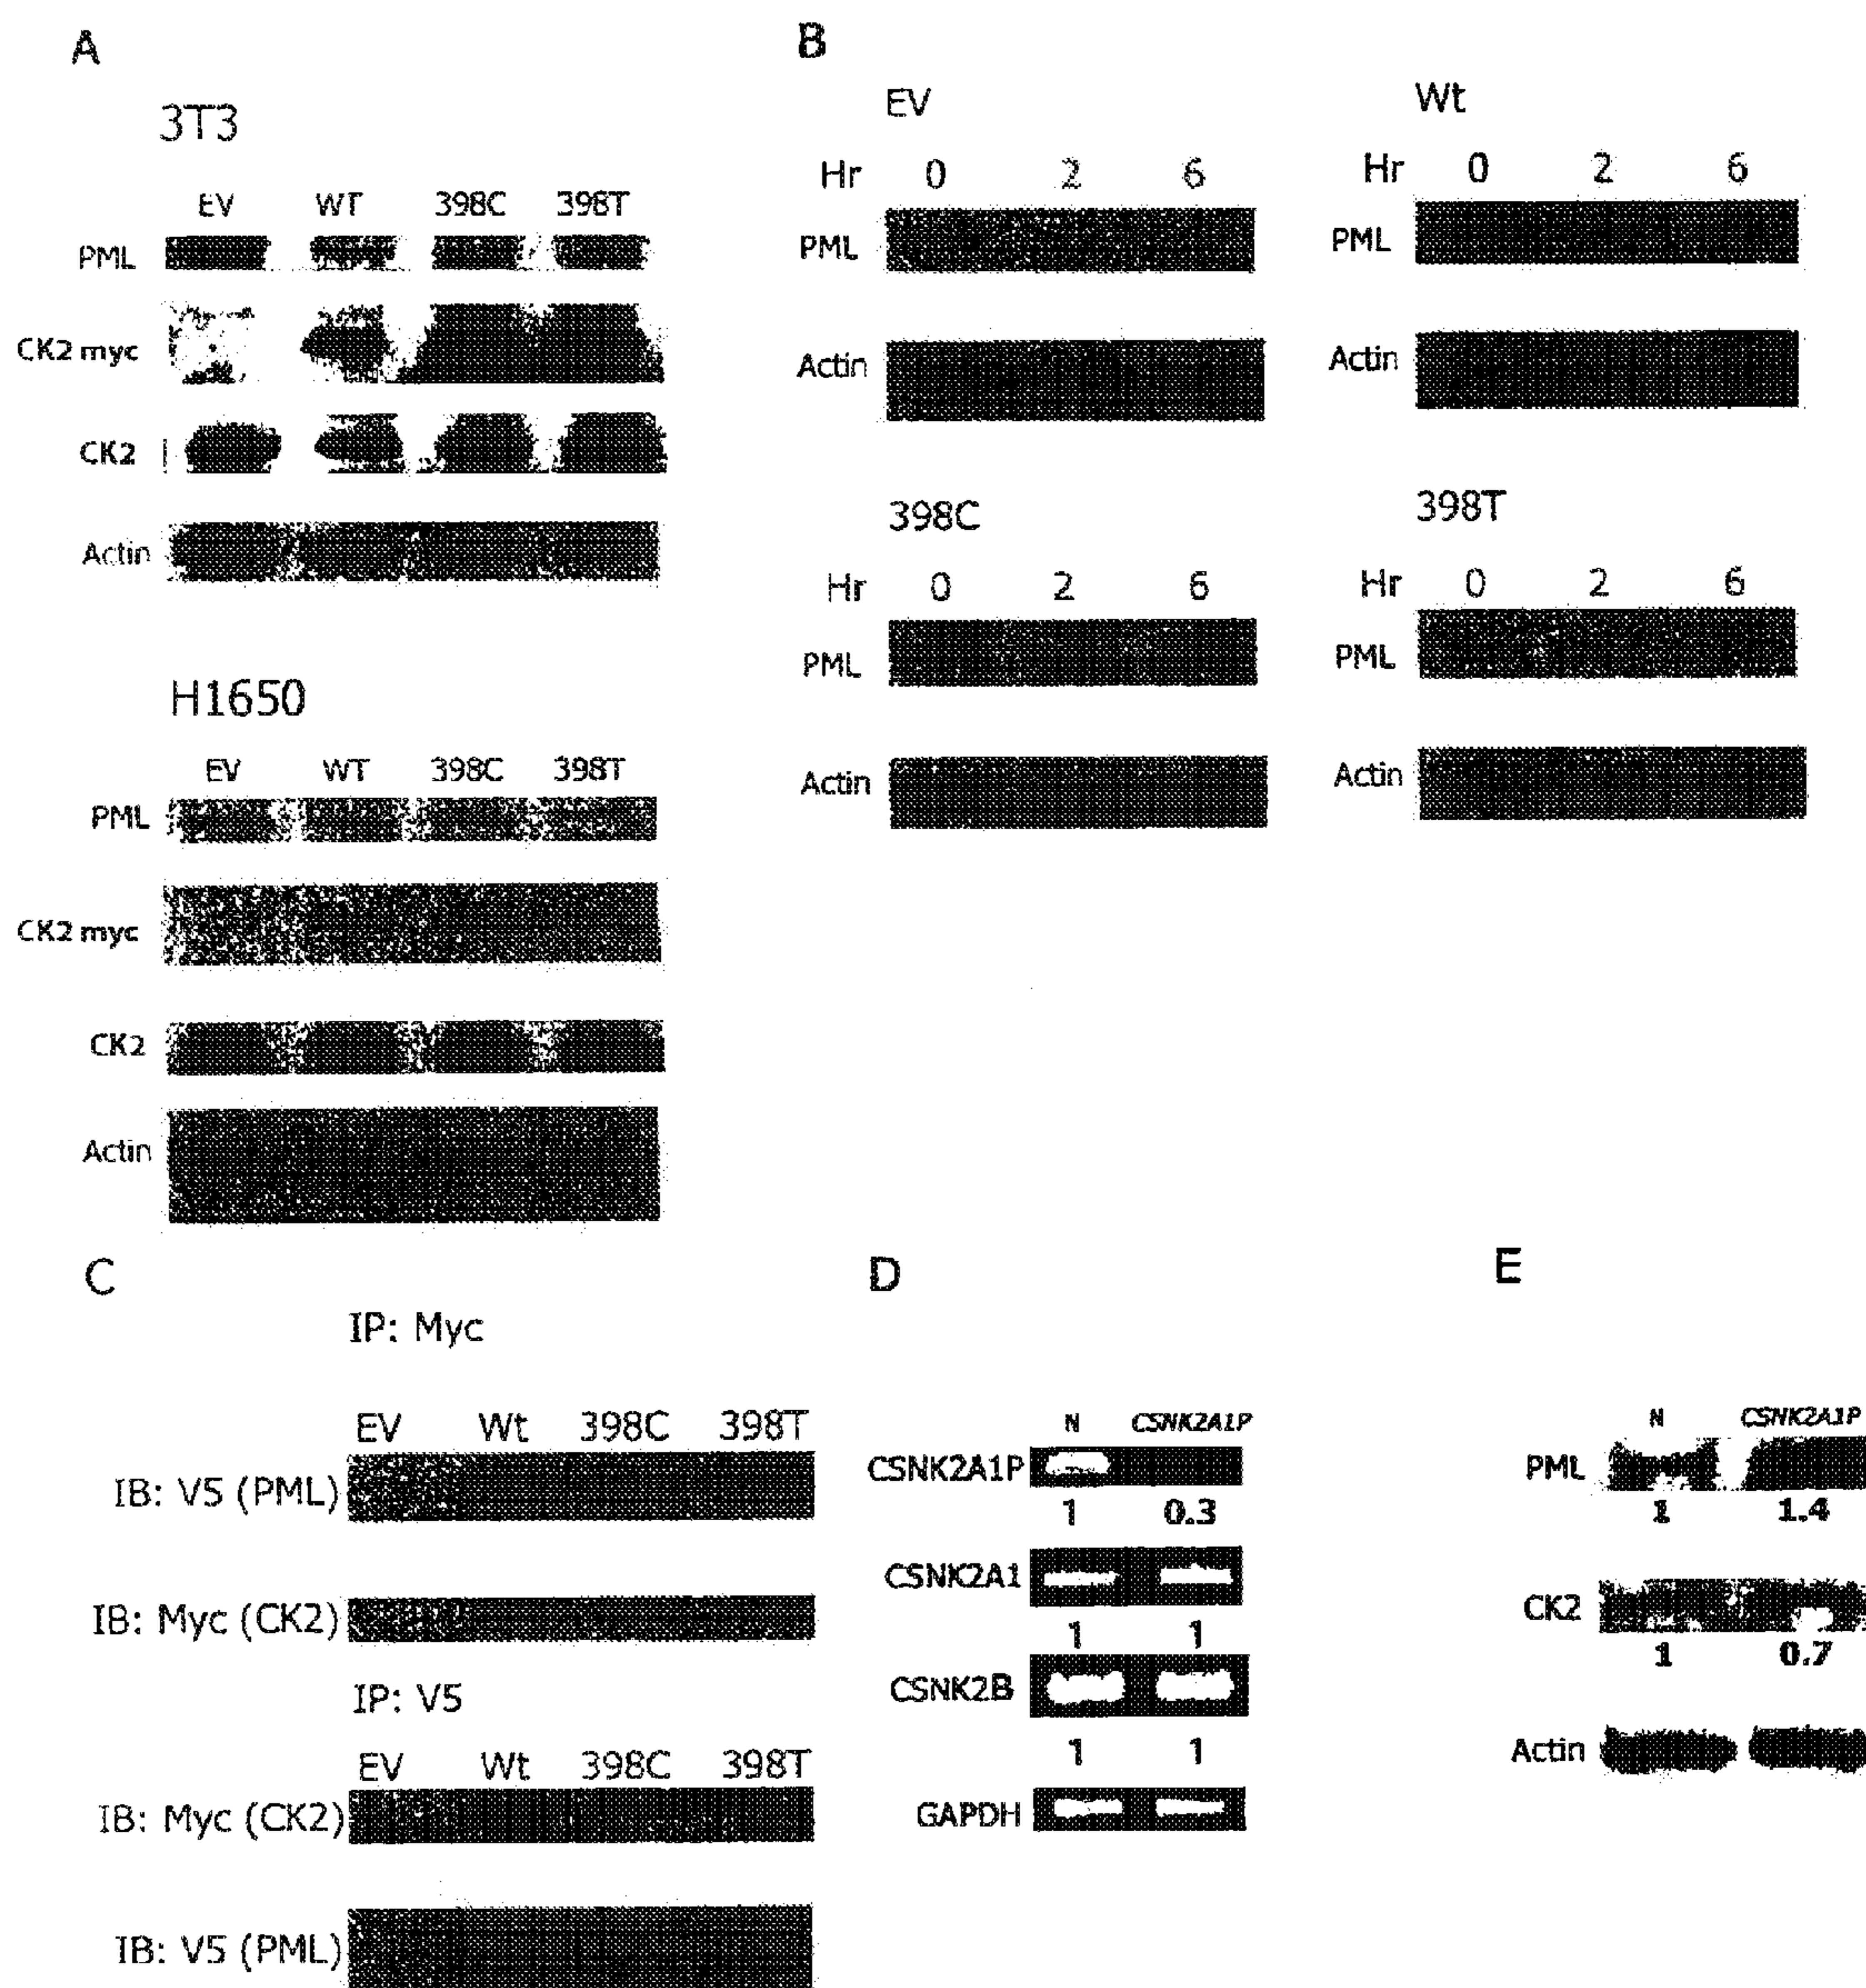 A
3T3
EV WT 398C 398T
PML
CK2 myc
CK2
Actin
H1650
EV WT 398C 398T
PML
CK2 myc
CK2
Actin
B
EV
Hr 0 2 6
PML
Actin
Wt
Hr 0 2 6
PML
Actin
398C
Hr 0 2 6
PML
Actin
398T
Hr 0 2 6
PML
Actin
C
IP: Myc
EV Wt 398C 398T
IB: V5 (PML)
IB: Myc (CK2)
IP: V5
EV Wt 398C 398T
IB: Myc (CK2)
IB: V5 (PML)
D
N CSNK2A1P
CSNK2A1P
1 0.3
CSNK2A1
1 1
CSNK2B
1 1
GAPDH
E
N CSNK2A1P
PML
1 1.4
CK2
1 0.7
Actin